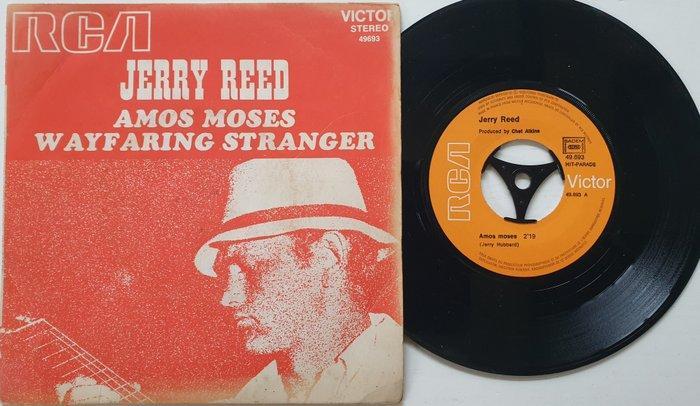 RCA
VICTOR
STEREO
49693
JERRY REED
AMOS MOSES
WAYFARING STRANGER
RCA
Jerry Reed
Produced by Chet Atkins
49.693
HIT-PARADE
Victor
49.693 A
Amos moses 2'19
(Jerry Hubbard)